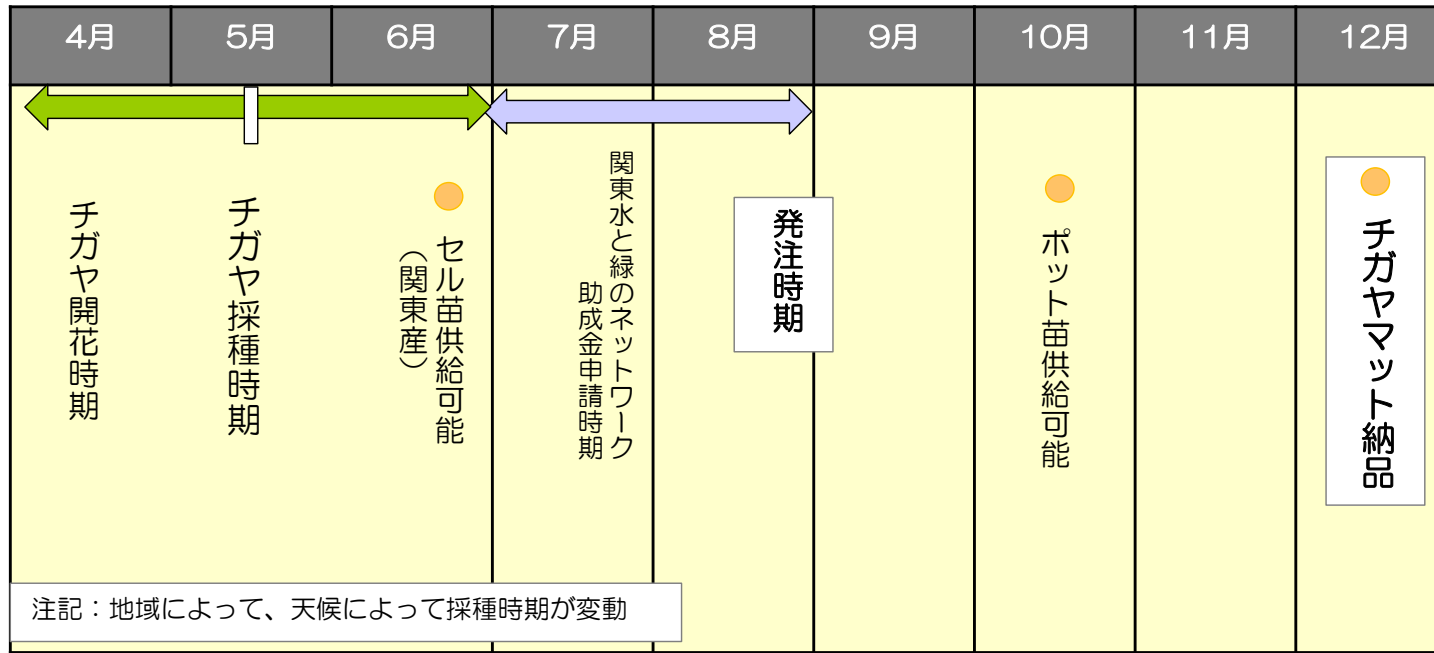 4月
5月
6月
7月
8月
9月
10月
11月
12月
チガヤ開花時期
チガヤ採種時期
セル苗供給可能
（関東産）
関東水と緑のネットワーク
助成金申請時期
発注時期
ポット苗供給可能
チガヤマット納品
注記：地域によって、天候によって採種時期が変動